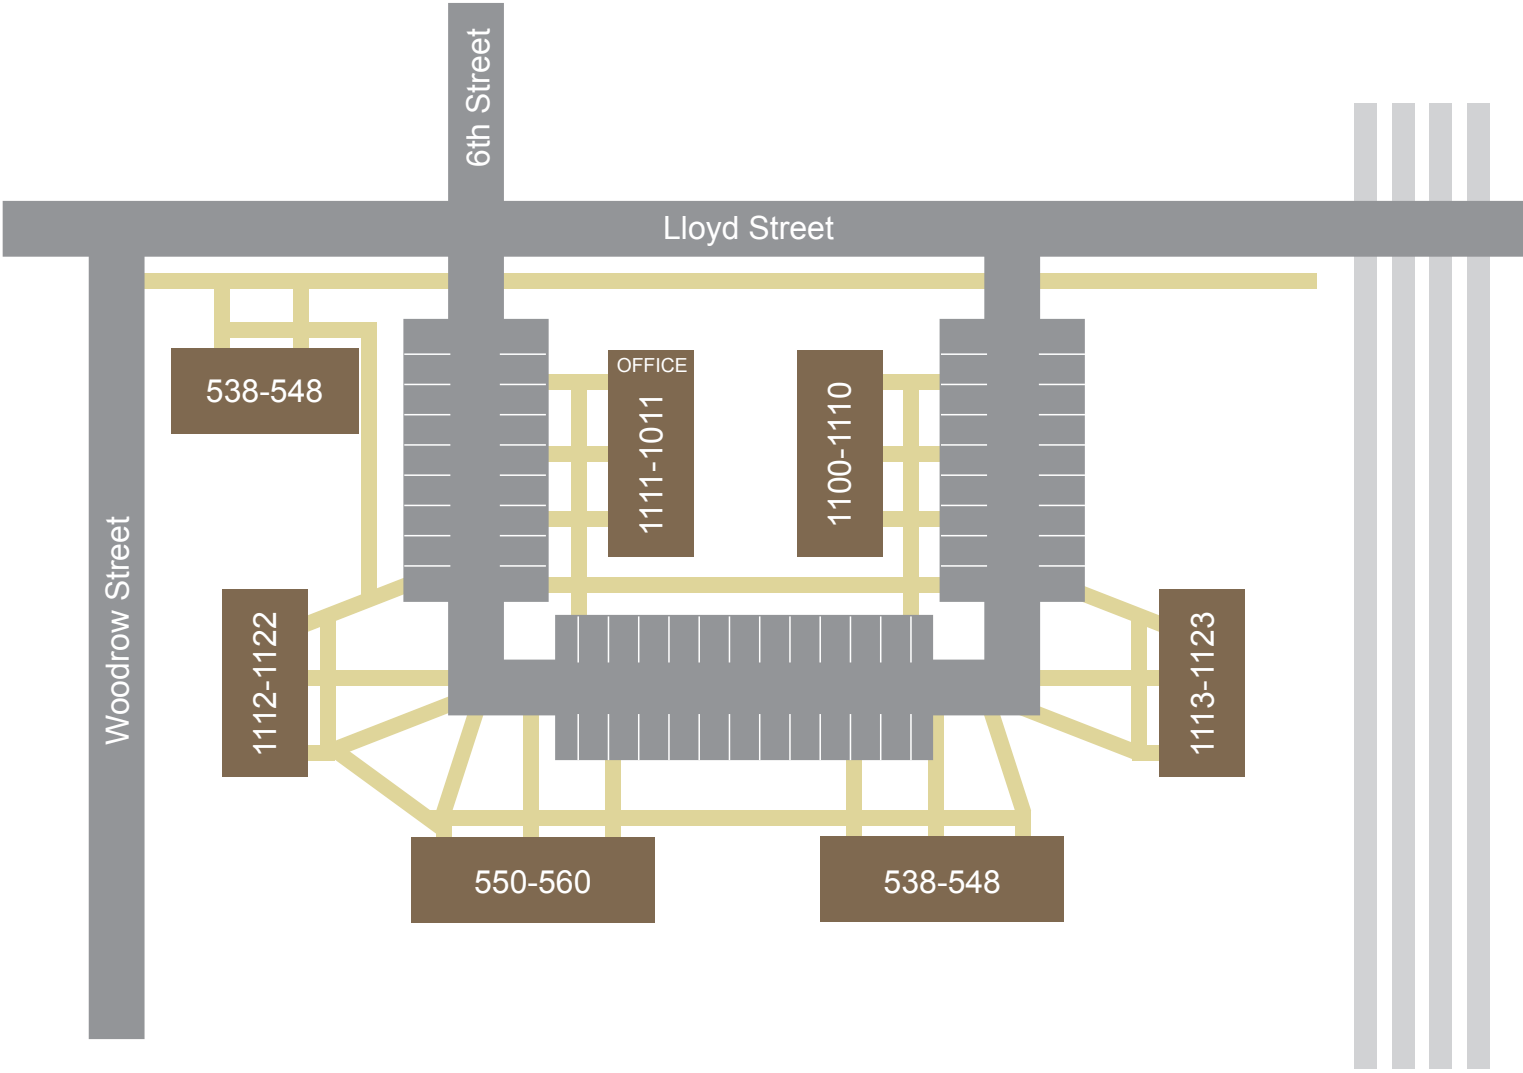 6th Street
Lloyd Street
538-548
OFFICE
1111-1011
1100-1110
Woodrow Street
1112-1122
1113-1123
550-560
538-548